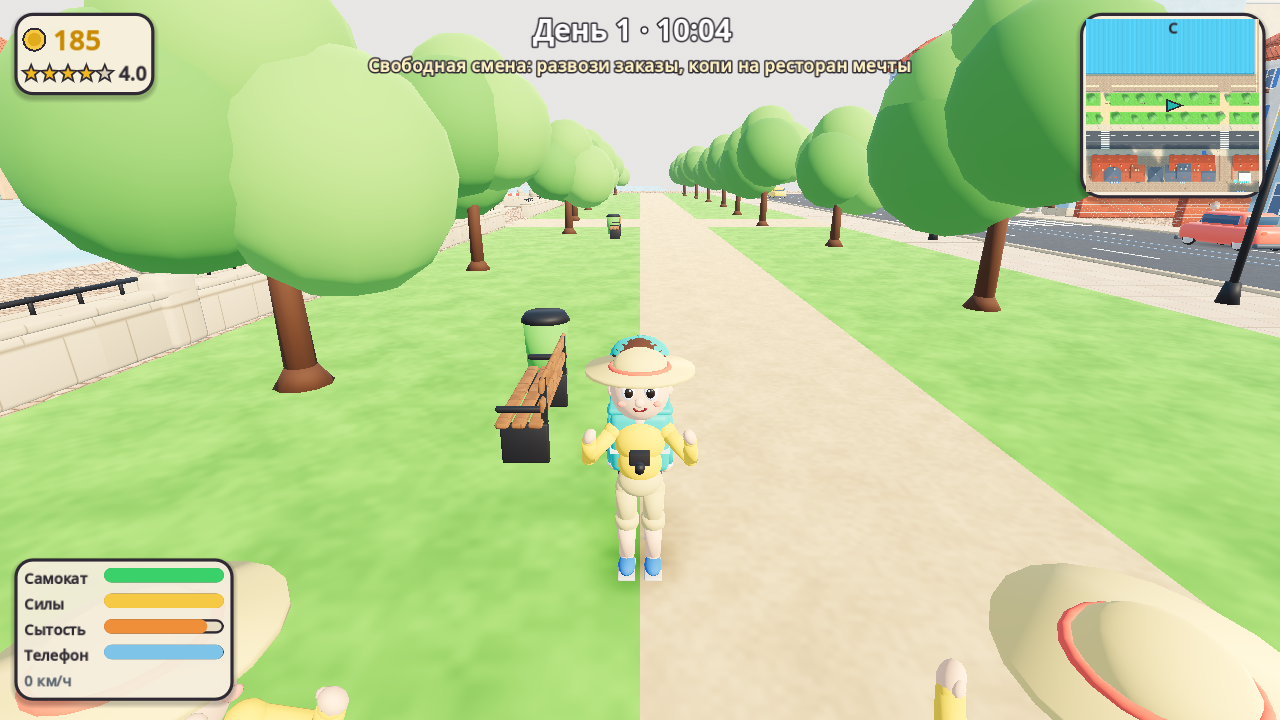 185
4.0
День 1 · 10:04
Свободная смена: развози заказы, копи на ресторан мечты
С
Самокат
Силы
Сытость
Телефон
0 км/ч